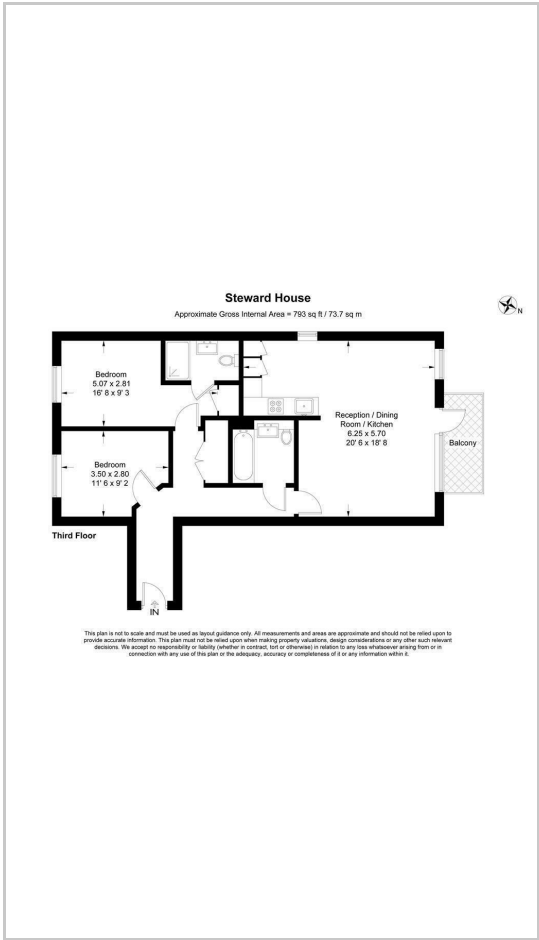 Steward House
Approximate Gross Internal Area = 793 sq ft / 73.7 sq m
N
Bedroom
5.07 x 2.81
16' 8 x 9' 3
Reception / Dining
Room / Kitchen
6.25 x 5.70
20' 6 x 18' 8
Balcony
Bedroom
3.50 x 2.80
11' 6 x 9' 2
Third Floor
IN
This plan is not to scale and must be used as layout guidance only. All measurements and areas are approximate and should not be relied upon to
provide accurate information. This plan must not be relied upon when making property valuations, design considerations or any other such relevant
decisions. We accept no responsibility or liability (whether in contract, tort or otherwise) in relation to any loss whatsoever arising from or in
connection with any use of this plan or the adequacy, accuracy or completeness of it or any information within it.